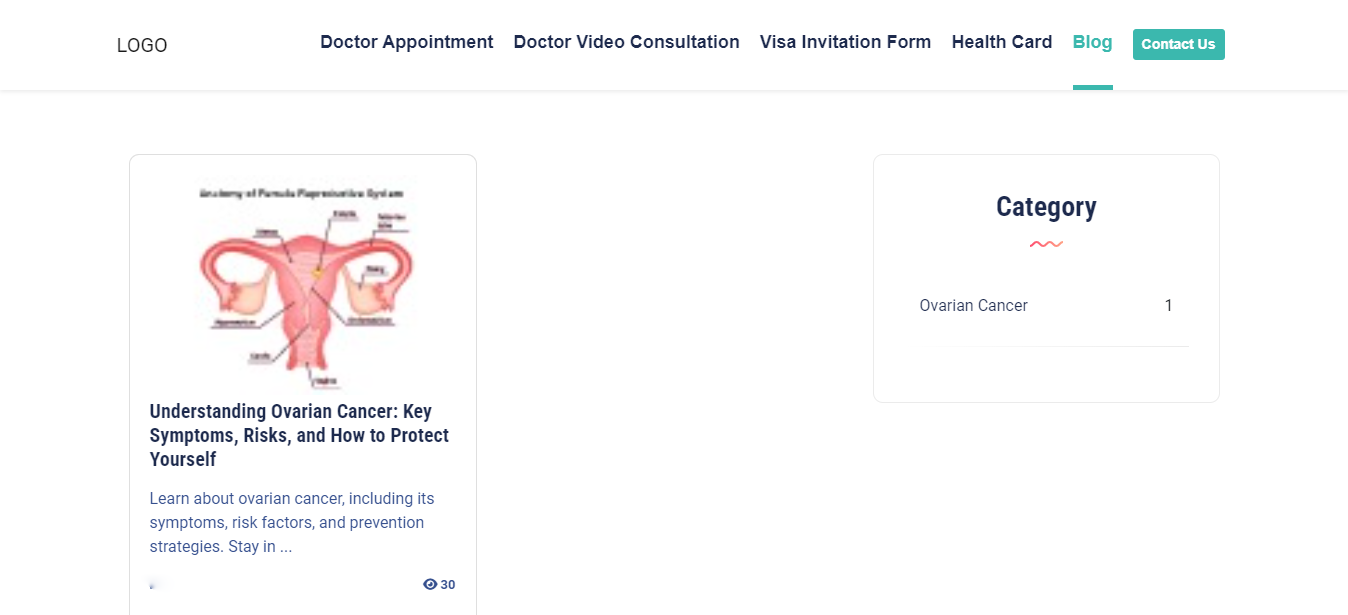 LOGO
Doctor Appointment
Doctor Video Consultation
Visa Invitation Form
Health Card
Blog
Contact Us
Anatomy of Female Reproductive System
Understanding Ovarian Cancer: Key
Symptoms, Risks, and How to Protect
Yourself
Learn about ovarian cancer, including its
symptoms, risk factors, and prevention
strategies. Stay in ...
30
Category
Ovarian Cancer 1